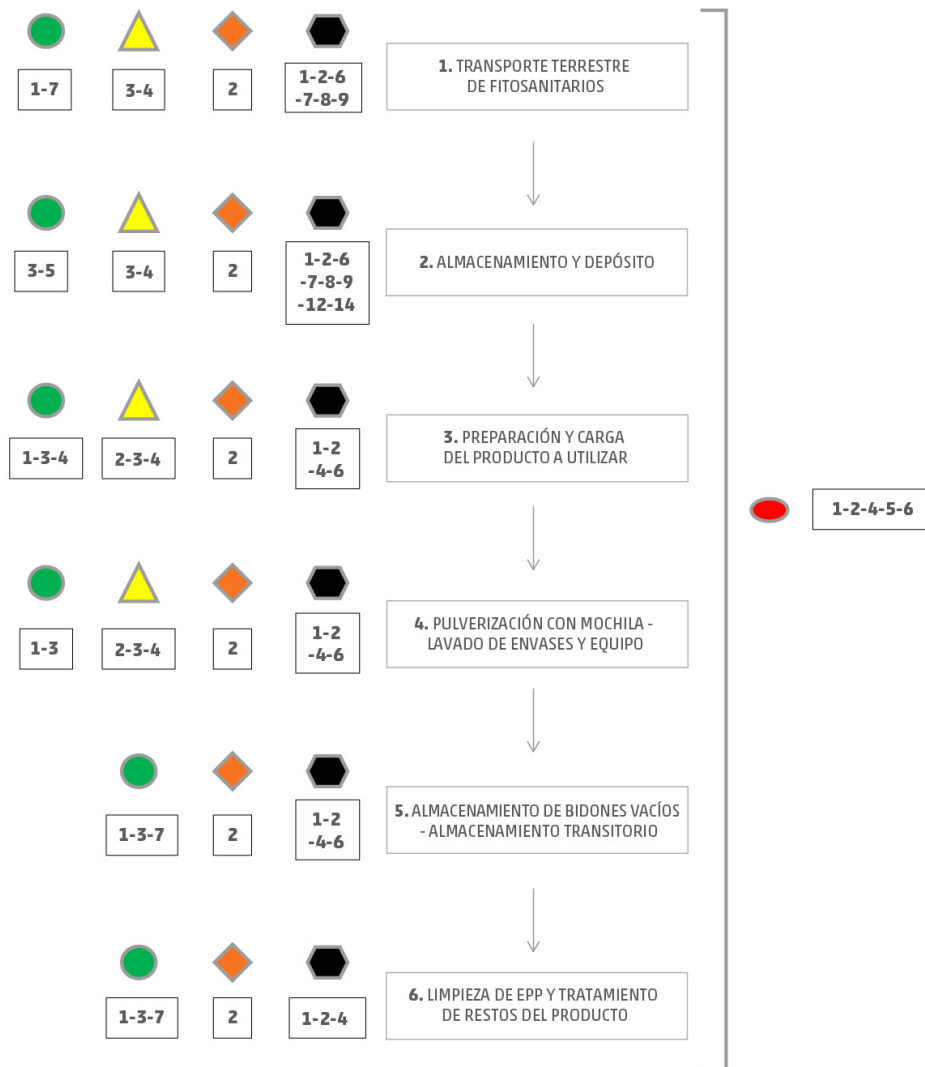 1-7
3-4
2
1-2-6
-7-8-9
1. TRANSPORTE TERRESTRE
DE FITOSANITARIOS
3-5
3-4
2
1-2-6
-7-8-9
-12-14
2. ALMACENAMIENTO Y DEPÓSITO
1-3-4
2-3-4
2
1-2
-4-6
3. PREPARACIÓN Y CARGA
DEL PRODUCTO A UTILIZAR
1-2-4-5-6
1-3
2-3-4
2
1-2
-4-6
4. PULVERIZACIÓN CON MOCHILA -
LAVADO DE ENVASES Y EQUIPO
1-3-7
2
1-2
-4-6
5. ALMACENAMIENTO DE BIDONES VACÍOS
- ALMACENAMIENTO TRANSITORIO
1-3-7
2
1-2-4
6. LIMPIEZA DE EPP Y TRATAMIENTO
DE RESTOS DEL PRODUCTO